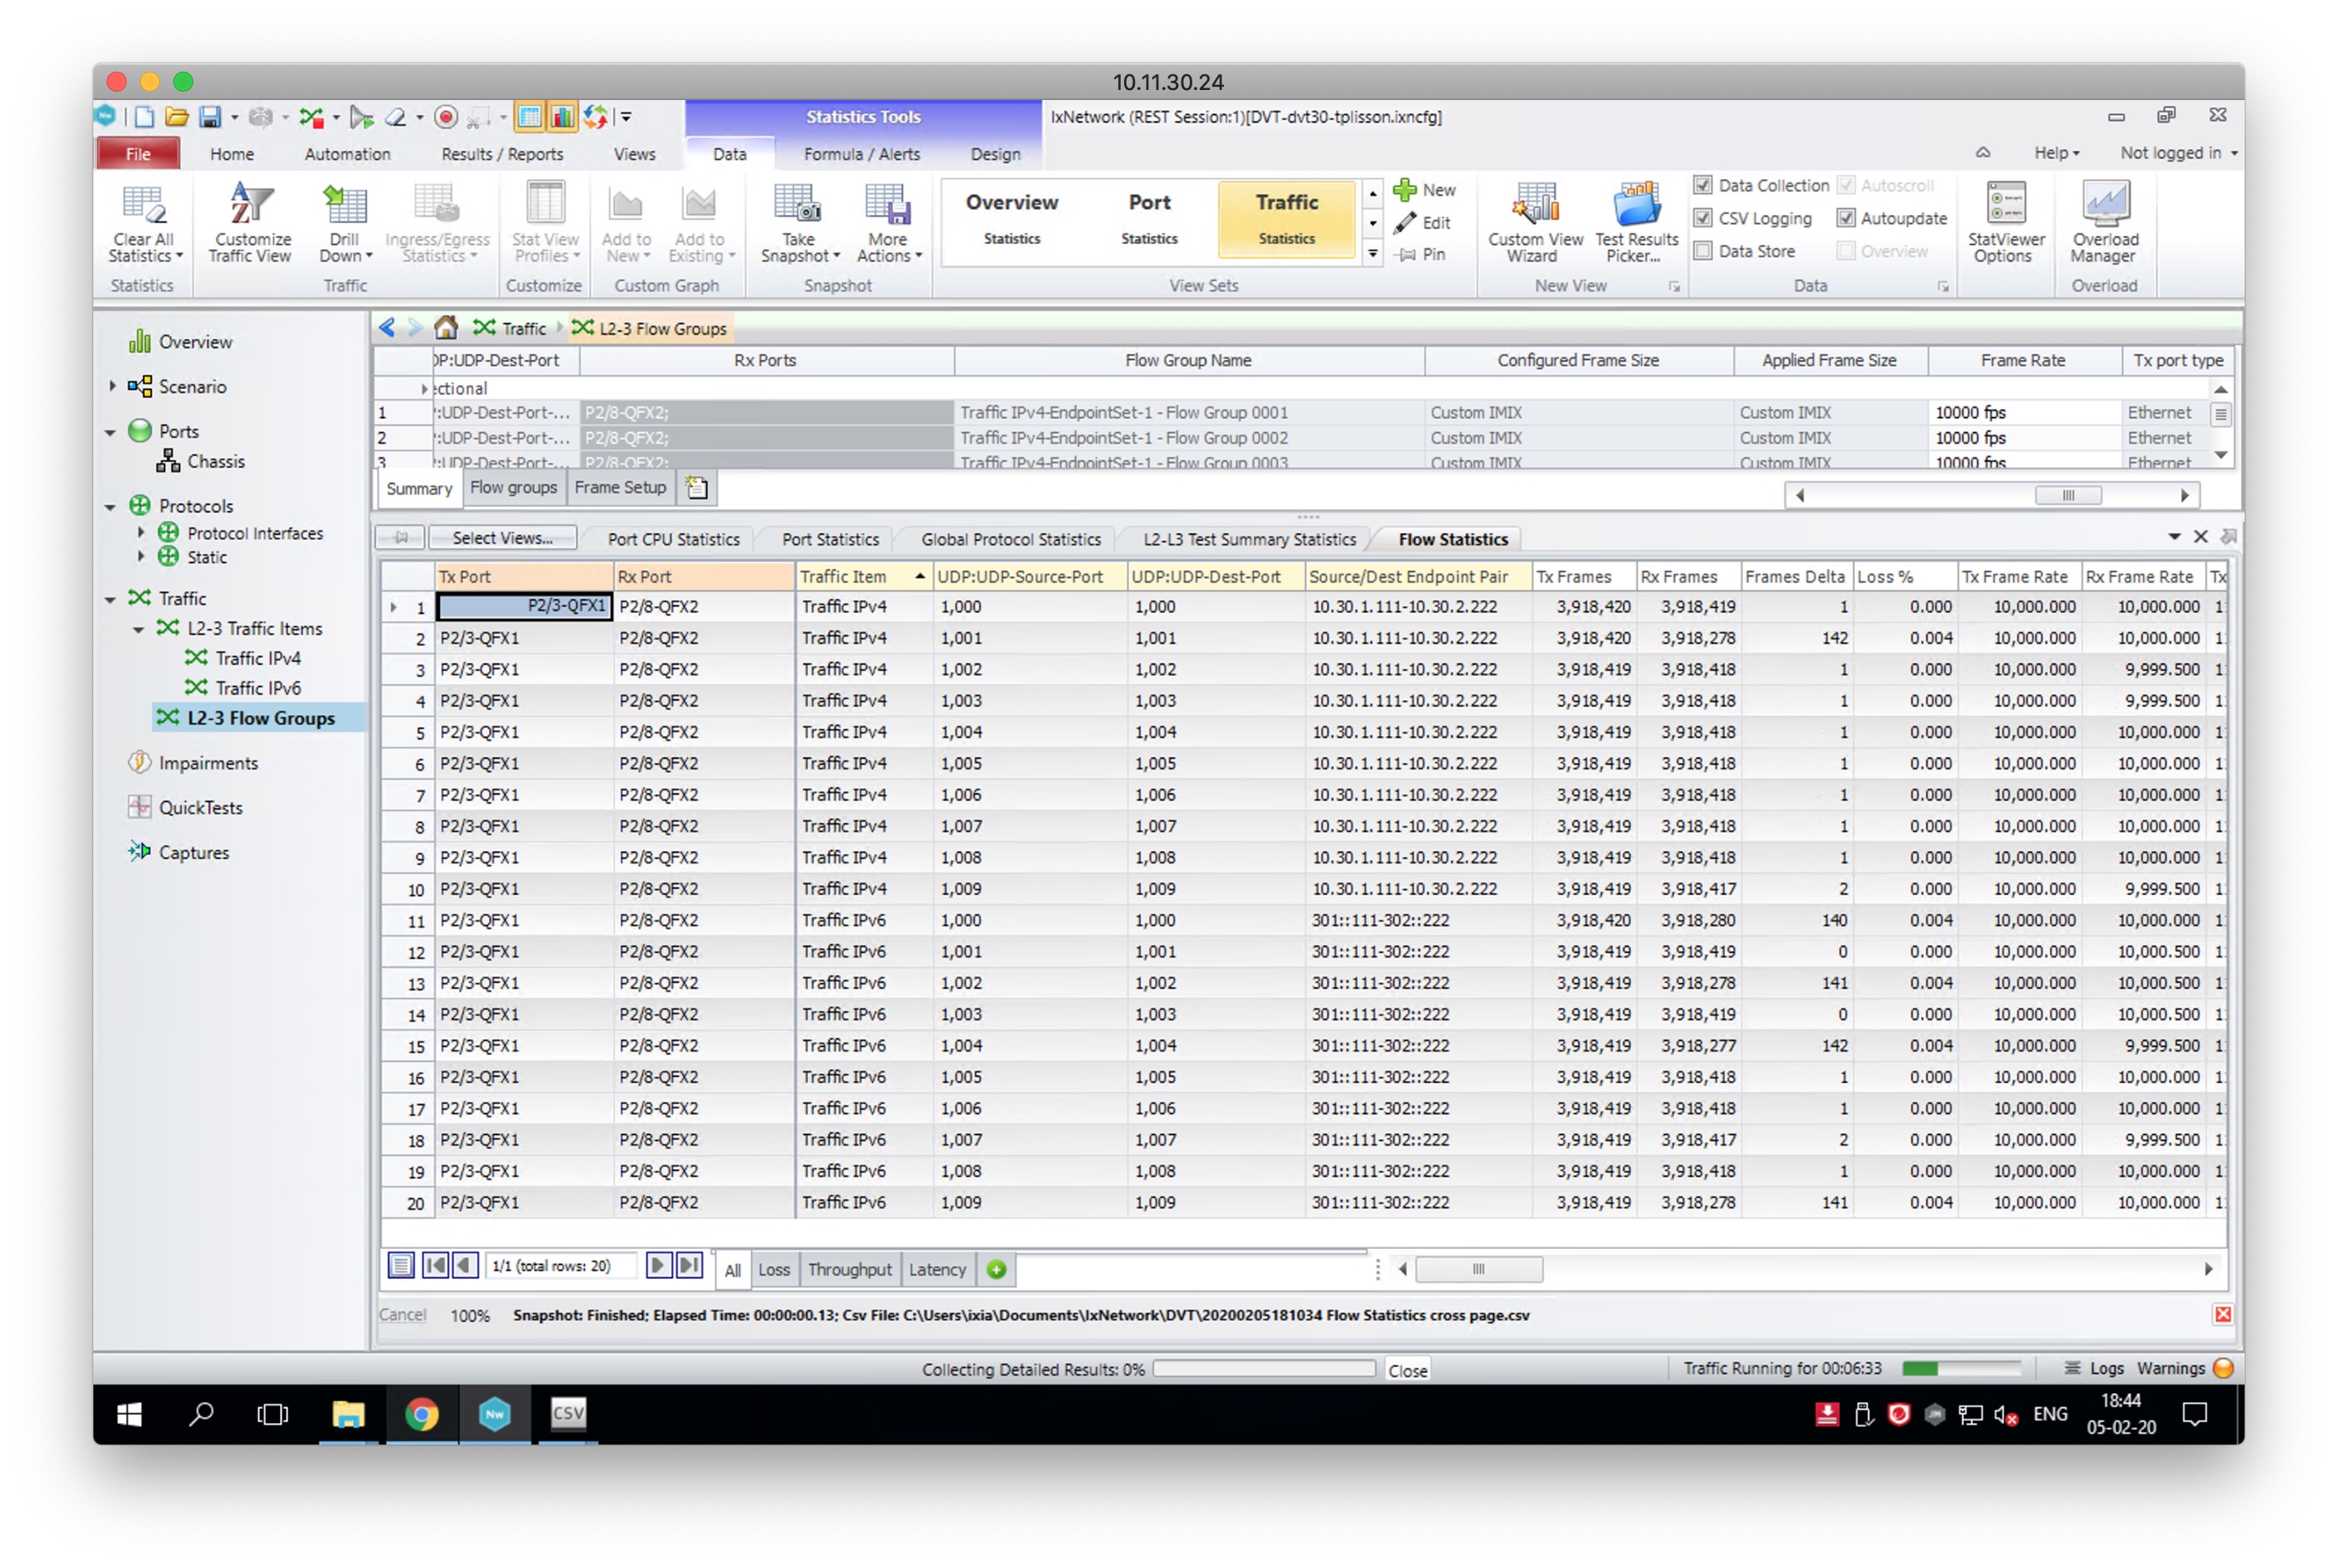 10.11.30.24
Statistics Tools
IxNetwork (REST Session:1)[DVT-dvt30-tplisson.ixncfg]
File Home Automation Results / Reports Views Data Formula / Alerts Design Help Not logged in
Clear All Statistics
Customize Traffic View
Drill Down
Ingress/Egress Statistics
Stat View Profiles
Add to New
Add to Existing
Take Snapshot
More Actions
Overview Statistics
Port Statistics
Traffic Statistics
New
Edit
Pin
Custom View Wizard
Test Results Picker...
Data Collection Autoscroll
CSV Logging Autoupdate
Data Store Overview
StatViewer Options
Overload Manager
Statistics Traffic Customize Custom Graph Snapshot View Sets New View Data Overload
Overview
Scenario
Ports
Chassis
Protocols
Protocol Interfaces
Static
Traffic
L2-3 Traffic Items
Traffic IPv4
Traffic IPv6
L2-3 Flow Groups
Impairments
QuickTests
Captures
Traffic L2-3 Flow Groups
:UDP-Dest-Port Rx Ports Flow Group Name Configured Frame Size Applied Frame Size Frame Rate Tx port type
ectional
1 ':UDP-Dest-Port-... P2/8-QFX2; Traffic IPv4-EndpointSet-1 - Flow Group 0001 Custom IMIX Custom IMIX 10000 fps Ethernet
2 ':UDP-Dest-Port-... P2/8-QFX2; Traffic IPv4-EndpointSet-1 - Flow Group 0002 Custom IMIX Custom IMIX 10000 fps Ethernet
3 ':UDP-Dest-Port-... P2/8-QFX2; Traffic IPv4-EndpointSet-1 - Flow Group 0003 Custom IMIX Custom IMIX 10000 fps Ethernet
Summary Flow groups Frame Setup
Select Views... Port CPU Statistics Port Statistics Global Protocol Statistics L2-L3 Test Summary Statistics Flow Statistics
Tx Port Rx Port Traffic Item UDP:UDP-Source-Port UDP:UDP-Dest-Port Source/Dest Endpoint Pair Tx Frames Rx Frames Frames Delta Loss % Tx Frame Rate Rx Frame Rate Tx
1 P2/3-QFX1 P2/8-QFX2 Traffic IPv4 1,000 1,000 10.30.1.111-10.30.2.222 3,918,420 3,918,419 1 0.000 10,000.000 10,000.000 1
2 P2/3-QFX1 P2/8-QFX2 Traffic IPv4 1,001 1,001 10.30.1.111-10.30.2.222 3,918,420 3,918,278 142 0.004 10,000.000 10,000.000 1
3 P2/3-QFX1 P2/8-QFX2 Traffic IPv4 1,002 1,002 10.30.1.111-10.30.2.222 3,918,419 3,918,418 1 0.000 10,000.000 9,999.500 1
4 P2/3-QFX1 P2/8-QFX2 Traffic IPv4 1,003 1,003 10.30.1.111-10.30.2.222 3,918,419 3,918,418 1 0.000 10,000.000 9,999.500 1
5 P2/3-QFX1 P2/8-QFX2 Traffic IPv4 1,004 1,004 10.30.1.111-10.30.2.222 3,918,419 3,918,418 1 0.000 10,000.000 10,000.000 1
6 P2/3-QFX1 P2/8-QFX2 Traffic IPv4 1,005 1,005 10.30.1.111-10.30.2.222 3,918,419 3,918,418 1 0.000 10,000.000 10,000.000 1
7 P2/3-QFX1 P2/8-QFX2 Traffic IPv4 1,006 1,006 10.30.1.111-10.30.2.222 3,918,419 3,918,418 1 0.000 10,000.000 10,000.000 1
8 P2/3-QFX1 P2/8-QFX2 Traffic IPv4 1,007 1,007 10.30.1.111-10.30.2.222 3,918,419 3,918,418 1 0.000 10,000.000 10,000.000 1
9 P2/3-QFX1 P2/8-QFX2 Traffic IPv4 1,008 1,008 10.30.1.111-10.30.2.222 3,918,419 3,918,418 1 0.000 10,000.000 10,000.000 1
10 P2/3-QFX1 P2/8-QFX2 Traffic IPv4 1,009 1,009 10.30.1.111-10.30.2.222 3,918,419 3,918,417 2 0.000 10,000.000 9,999.500 1
11 P2/3-QFX1 P2/8-QFX2 Traffic IPv6 1,000 1,000 301::111-302::222 3,918,420 3,918,280 140 0.004 10,000.000 10,000.000 1
12 P2/3-QFX1 P2/8-QFX2 Traffic IPv6 1,001 1,001 301::111-302::222 3,918,419 3,918,419 0 0.000 10,000.000 10,000.500 1
13 P2/3-QFX1 P2/8-QFX2 Traffic IPv6 1,002 1,002 301::111-302::222 3,918,419 3,918,278 141 0.004 10,000.000 10,000.500 1
14 P2/3-QFX1 P2/8-QFX2 Traffic IPv6 1,003 1,003 301::111-302::222 3,918,419 3,918,419 0 0.000 10,000.000 10,000.500 1
15 P2/3-QFX1 P2/8-QFX2 Traffic IPv6 1,004 1,004 301::111-302::222 3,918,419 3,918,277 142 0.004 10,000.000 9,999.500 1
16 P2/3-QFX1 P2/8-QFX2 Traffic IPv6 1,005 1,005 301::111-302::222 3,918,419 3,918,418 1 0.000 10,000.000 10,000.000 1
17 P2/3-QFX1 P2/8-QFX2 Traffic IPv6 1,006 1,006 301::111-302::222 3,918,419 3,918,418 1 0.000 10,000.000 10,000.000 1
18 P2/3-QFX1 P2/8-QFX2 Traffic IPv6 1,007 1,007 301::111-302::222 3,918,419 3,918,417 2 0.000 10,000.000 9,999.500 1
19 P2/3-QFX1 P2/8-QFX2 Traffic IPv6 1,008 1,008 301::111-302::222 3,918,419 3,918,418 1 0.000 10,000.000 10,000.000 1
20 P2/3-QFX1 P2/8-QFX2 Traffic IPv6 1,009 1,009 301::111-302::222 3,918,419 3,918,278 141 0.004 10,000.000 10,000.000 1
1/1 (total rows: 20) All Loss Throughput Latency
Cancel 100% Snapshot: Finished; Elapsed Time: 00:00:00.13; Csv File: C:\Users\ixia\Documents\IxNetwork\DVT\20200205181034 Flow Statistics cross page.csv
Collecting Detailed Results: 0% Close Traffic Running for 00:06:33 Logs Warnings
Nw CSV ENG 18:44
05-02-20